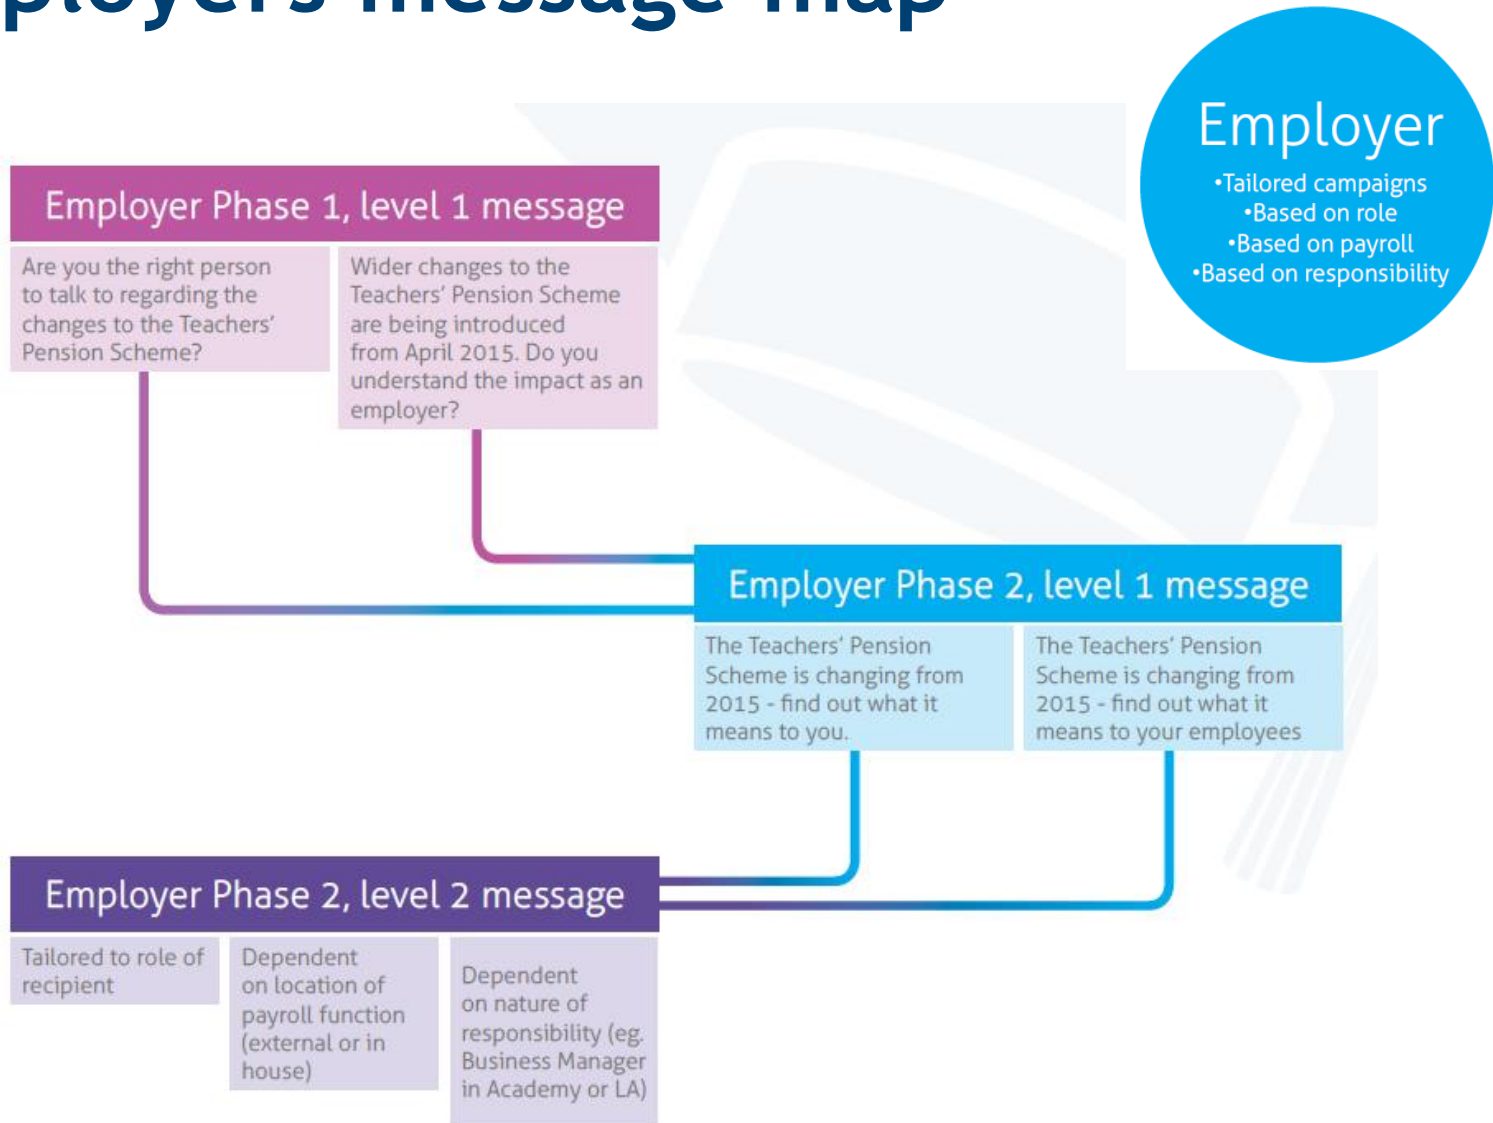 ployers message map
Employer
•Tailored campaigns
•Based on role
•Based on payroll
•Based on responsibility
Employer Phase 1, level 1 message
Are you the right person
to talk to regarding the
changes to the Teachers'
Pension Scheme?
Wider changes to the
Teachers' Pension Scheme
are being introduced
from April 2015. Do you
understand the impact as an
employer?
Employer Phase 2, level 1 message
The Teachers' Pension
Scheme is changing from
2015 - find out what it
means to you.
The Teachers' Pension
Scheme is changing from
2015 - find out what it
means to your employees
Employer Phase 2, level 2 message
Tailored to role of
recipient
Dependent
on location of
payroll function
(external or in
house)
Dependent
on nature of
responsibility (eg.
Business Manager
in Academy or LA)